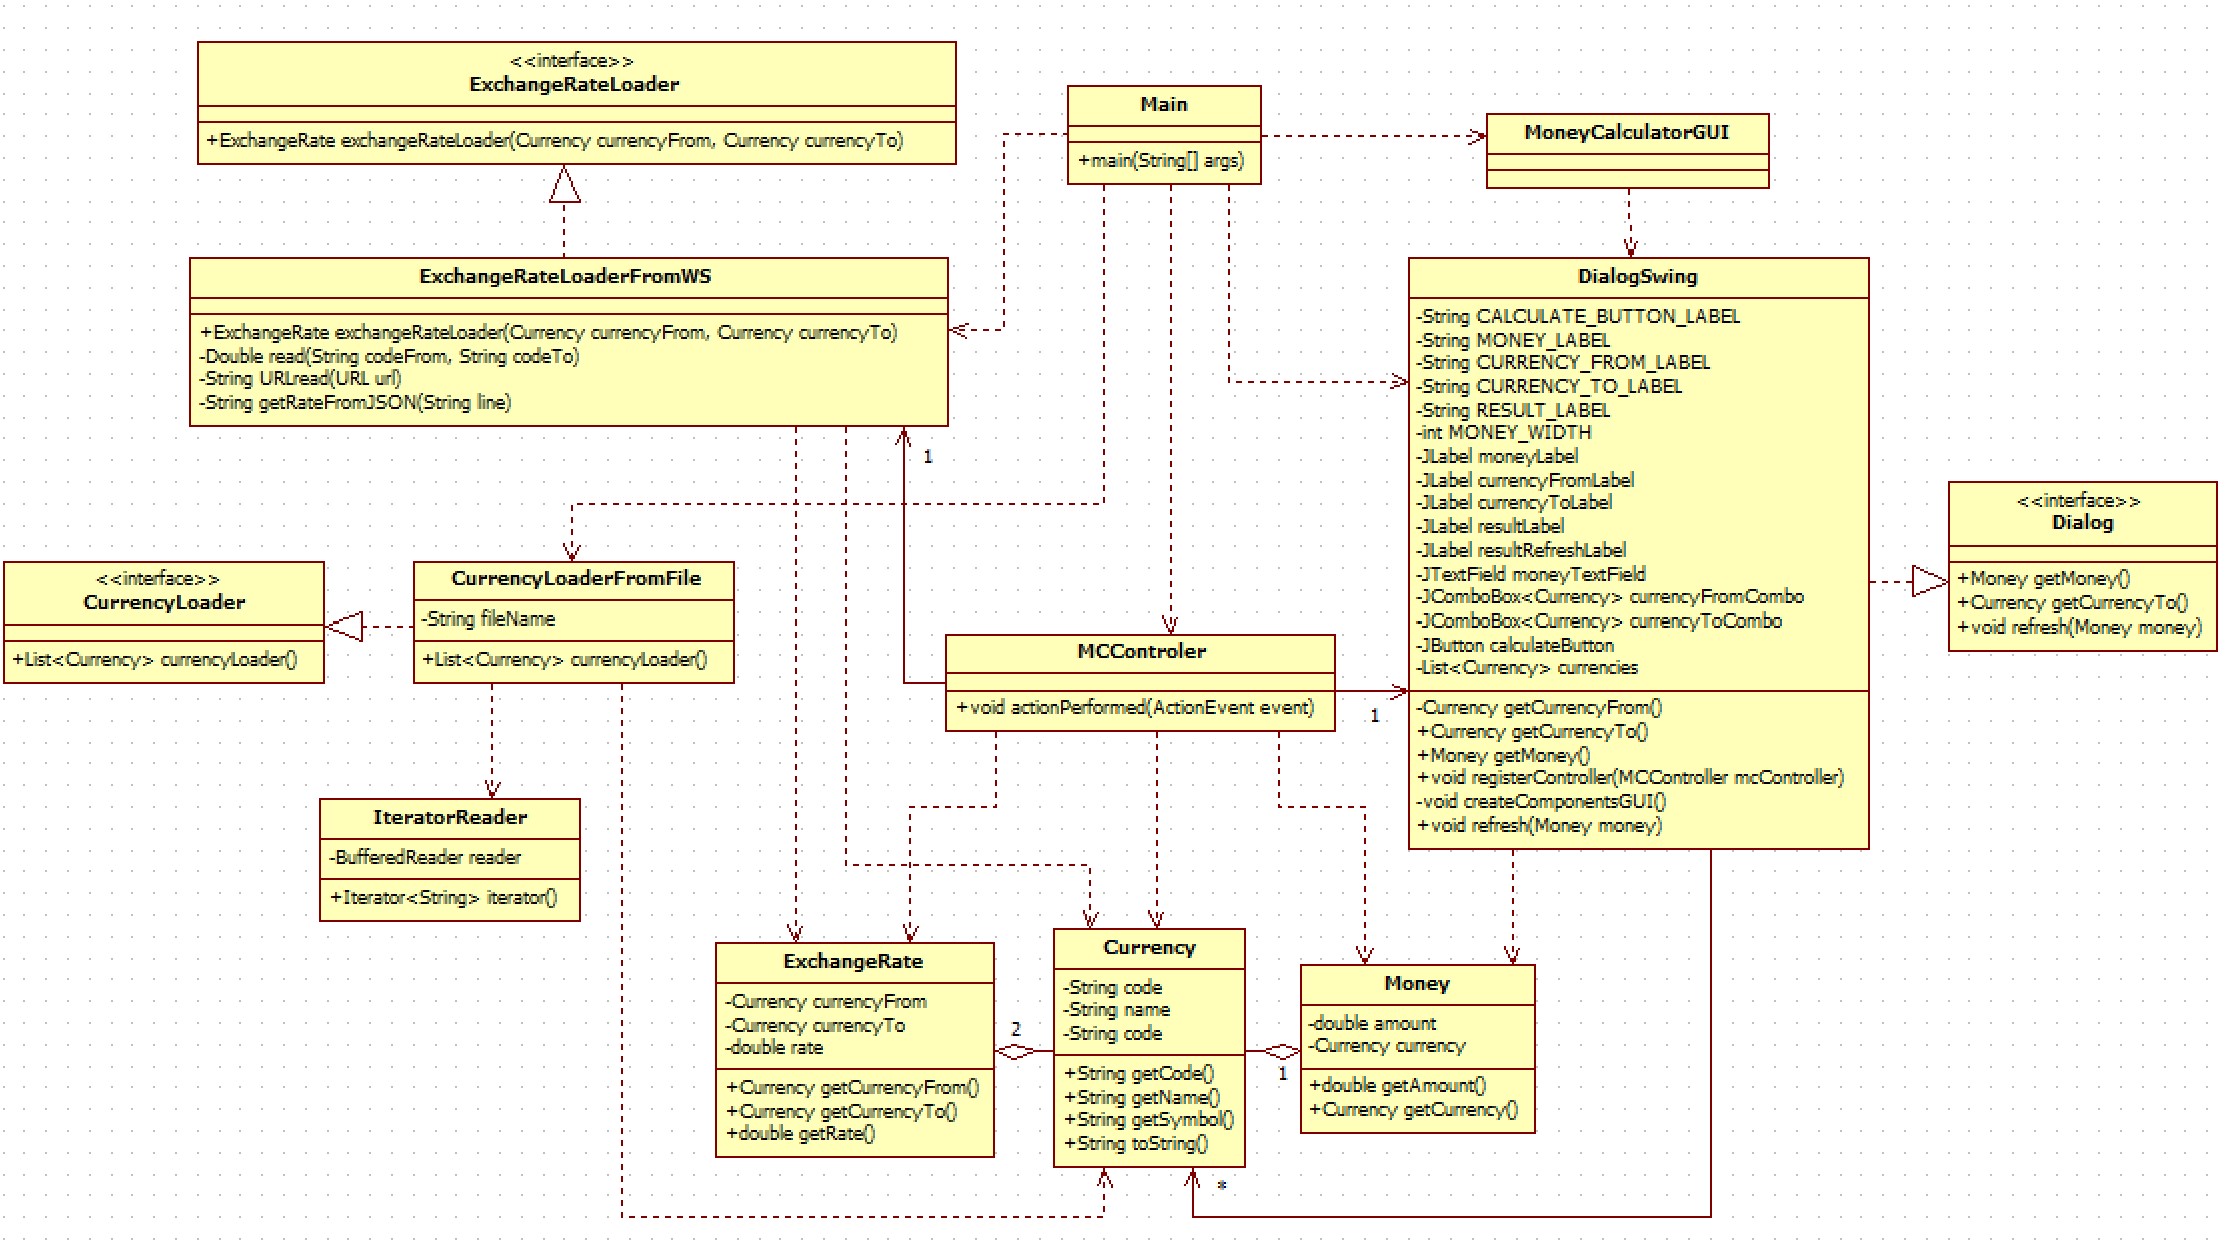 <<interface>>
ExchangeRateLoader
+ExchangeRate exchangeRateLoader(Currency currencyFrom, Currency currencyTo)
Main
+main(String[] args)
MoneyCalculatorGUI
ExchangeRateLoaderFromWS
+ExchangeRate exchangeRateLoader(Currency currencyFrom, Currency currencyTo)
-Double read(String codeFrom, String codeTo)
-String URLread(URL url)
-String getRateFromJSON(String line)
1
DialogSwing
-String CALCULATE_BUTTON_LABEL
-String MONEY_LABEL
-String CURRENCY_FROM_LABEL
-String CURRENCY_TO_LABEL
-String RESULT_LABEL
-int MONEY_WIDTH
-JLabel moneyLabel
-JLabel currencyFromLabel
-JLabel currencyToLabel
-JLabel resultLabel
-JLabel resultRefreshLabel
-JTextField moneyTextField
-JComboBox<Currency> currencyFromCombo
-JComboBox<Currency> currencyToCombo
-JButton calculateButton
-List<Currency> currencies
-Currency getCurrencyFrom()
+Currency getCurrencyTo()
+Money getMoney()
+void registerController(MCController mcController)
-void createComponentsGUI()
+void refresh(Money money)
<<interface>>
Dialog
+Money getMoney()
+Currency getCurrencyTo()
+void refresh(Money money)
<<interface>>
CurrencyLoader
+List<Currency> currencyLoader()
CurrencyLoaderFromFile
-String fileName
+List<Currency> currencyLoader()
MCControler
+void actionPerformed(ActionEvent event)
1
IteratorReader
-BufferedReader reader
+Iterator<String> iterator()
ExchangeRate
-Currency currencyFrom
-Currency currencyTo
-double rate
+Currency getCurrencyFrom()
+Currency getCurrencyTo()
+double getRate()
2
Currency
-String code
-String name
-String code
+String getCode()
+String getName()
+String getSymbol()
+String toString()
1
Money
-double amount
-Currency currency
+double getAmount()
+Currency getCurrency()
*